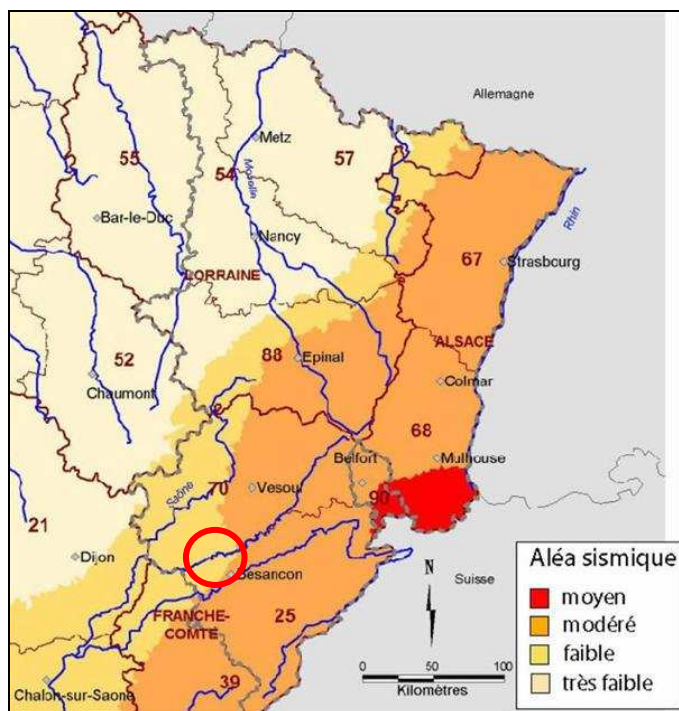 Allemagne
Metz
57
55
54
Moselle
Bar-le-Duc
Nancy
Rhin
67
Strasbourg
LORRAINE
ALSACE
88
Epinal
52
Chaumont
Colmar
68
Belfort
Mulhouse
Saône
70
Vesoul
90
21
Dijon
Besancon
Suisse
N
FRANCHE-
COMTE
25
39
Chalon-sur-Saone
0 50 100
Kilomètres
Aléa sismique
moyen
modéré
faible
très faible